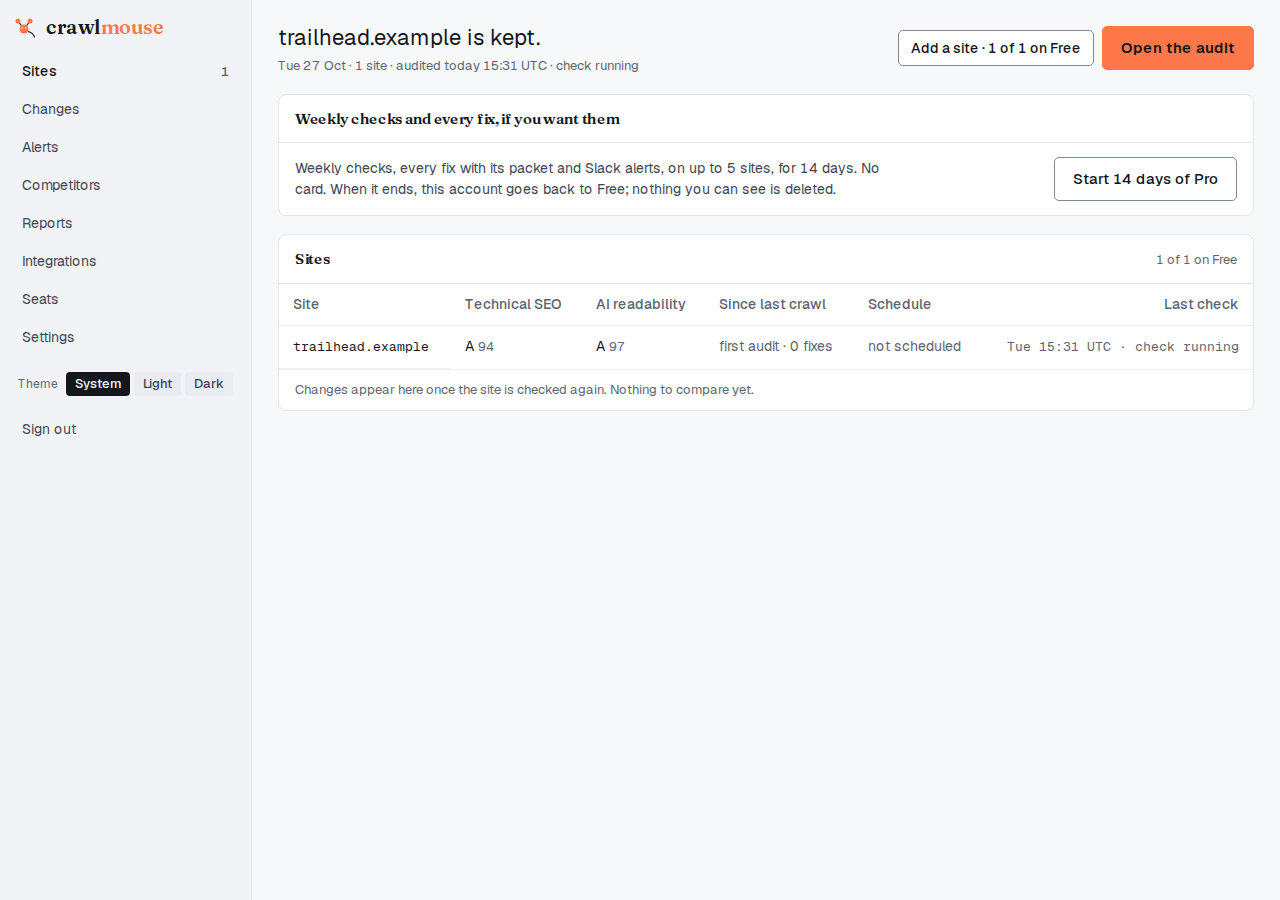 crawlmouse
Sites 1
Changes
Alerts
Competitors
Reports
Integrations
Seats
Settings
Theme System Light Dark
Sign out
trailhead.example is kept.
Tue 27 Oct · 1 site · audited today 15:31 UTC · check running
Add a site · 1 of 1 on Free
Open the audit
Weekly checks and every fix, if you want them
Weekly checks, every fix with its packet and Slack alerts, on up to 5 sites, for 14 days. No
card. When it ends, this account goes back to Free; nothing you can see is deleted.
Start 14 days of Pro
Sites 1 of 1 on Free
Site Technical SEO AI readability Since last crawl Schedule Last check
trailhead.example A 94 A 97 first audit · 0 fixes not scheduled Tue 15:31 UTC · check running
Changes appear here once the site is checked again. Nothing to compare yet.